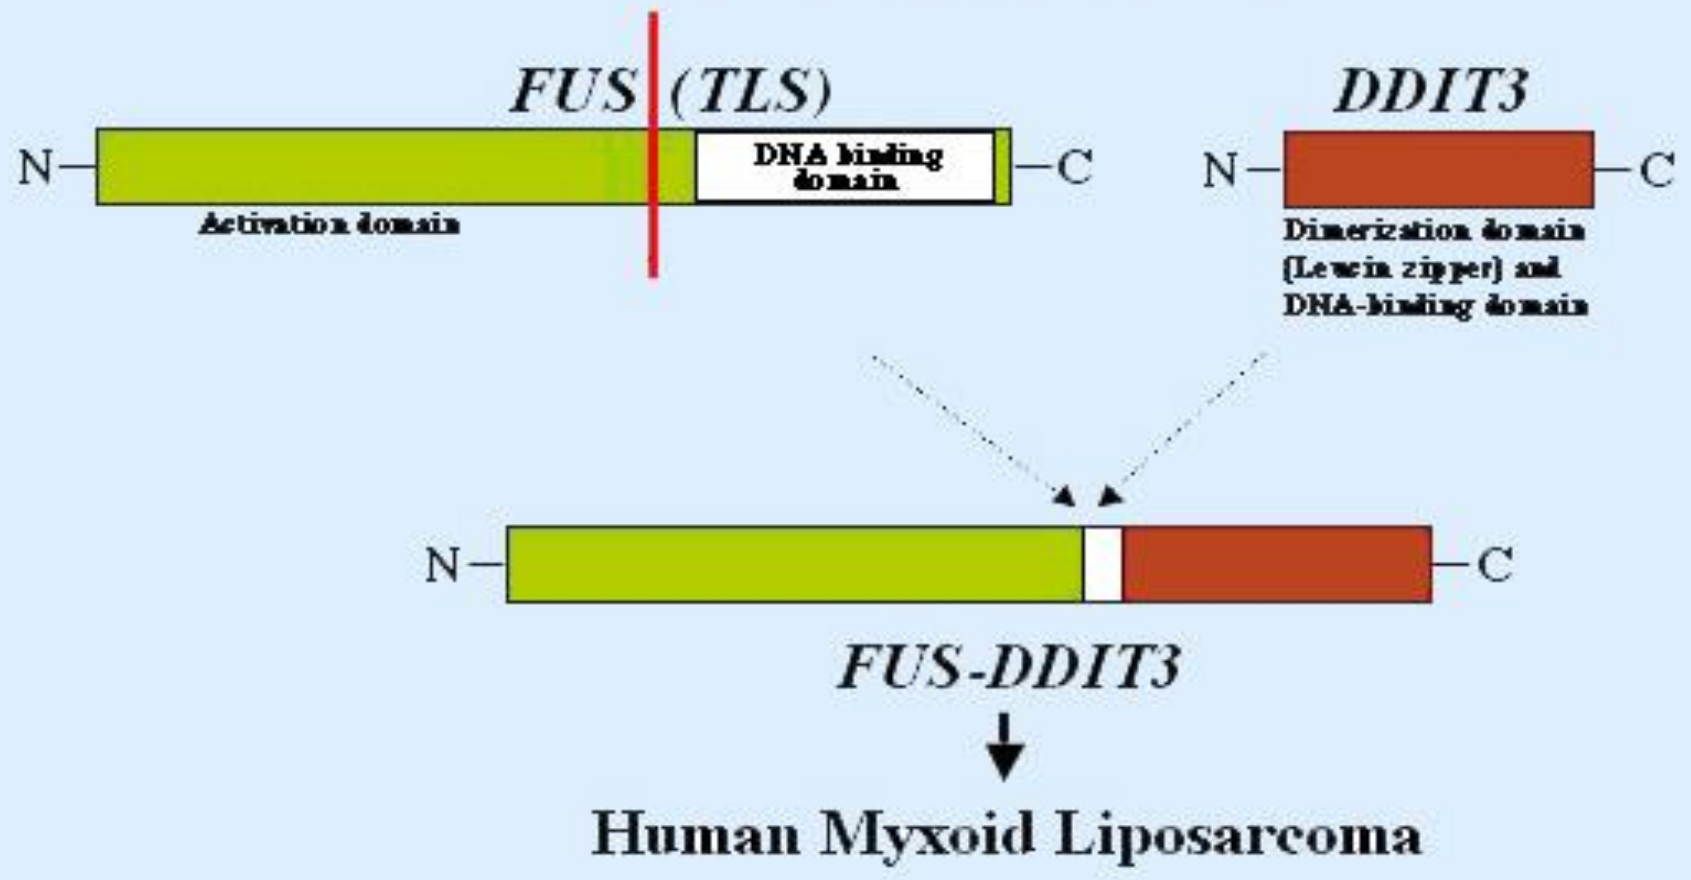 FUS (TLS)
DDIT3
N
DNA binding
domain
C
N
C
Activation domain
Dimerization domain
(Leucin zipper) and
DNA-binding domain
N
C
FUS-DDIT3
Human Myxoid Liposarcoma